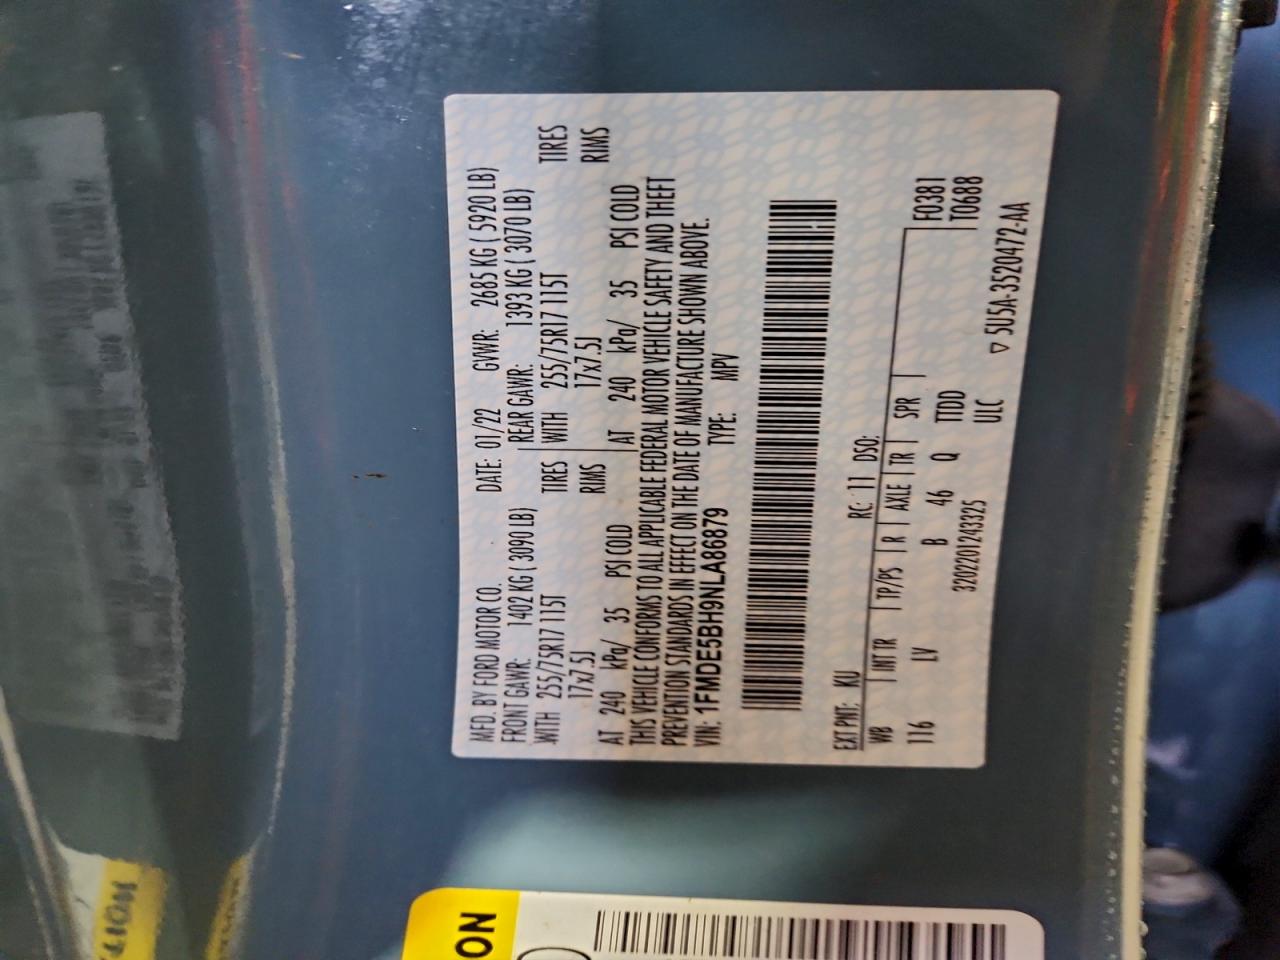 MFD. BY FORD MOTOR CO. DATE: 01/22 GVWR: 2685 KG ( 5920 LB)
FRONT GAWR: 1402 KG ( 3090 LB) REAR GAWR: 1393 KG ( 3070 LB)
WITH 255/75R17 115T TIRES WITH 255/75R17 115T TIRES
17x7.5J RIMS 17x7.5J RIMS
AT 240 kPa/ 35 PSI COLD AT 240 kPa/ 35 PSI COLD
THIS VEHICLE CONFORMS TO ALL APPLICABLE FEDERAL MOTOR VEHICLE SAFETY AND THEFT
PREVENTION STANDARDS IN EFFECT ON THE DATE OF MANUFACTURE SHOWN ABOVE.
VIN: 1FMDE5BH9NLA86879 TYPE: MPV
EXT PNT: KU RC: 11 DSO:
WB INT TR TP/PS R AXLE TR SPR F0381
116 LV B 46 Q TTDD T0688
ULC
3202201243325
▽ 5U5A-3520472-AA
ON